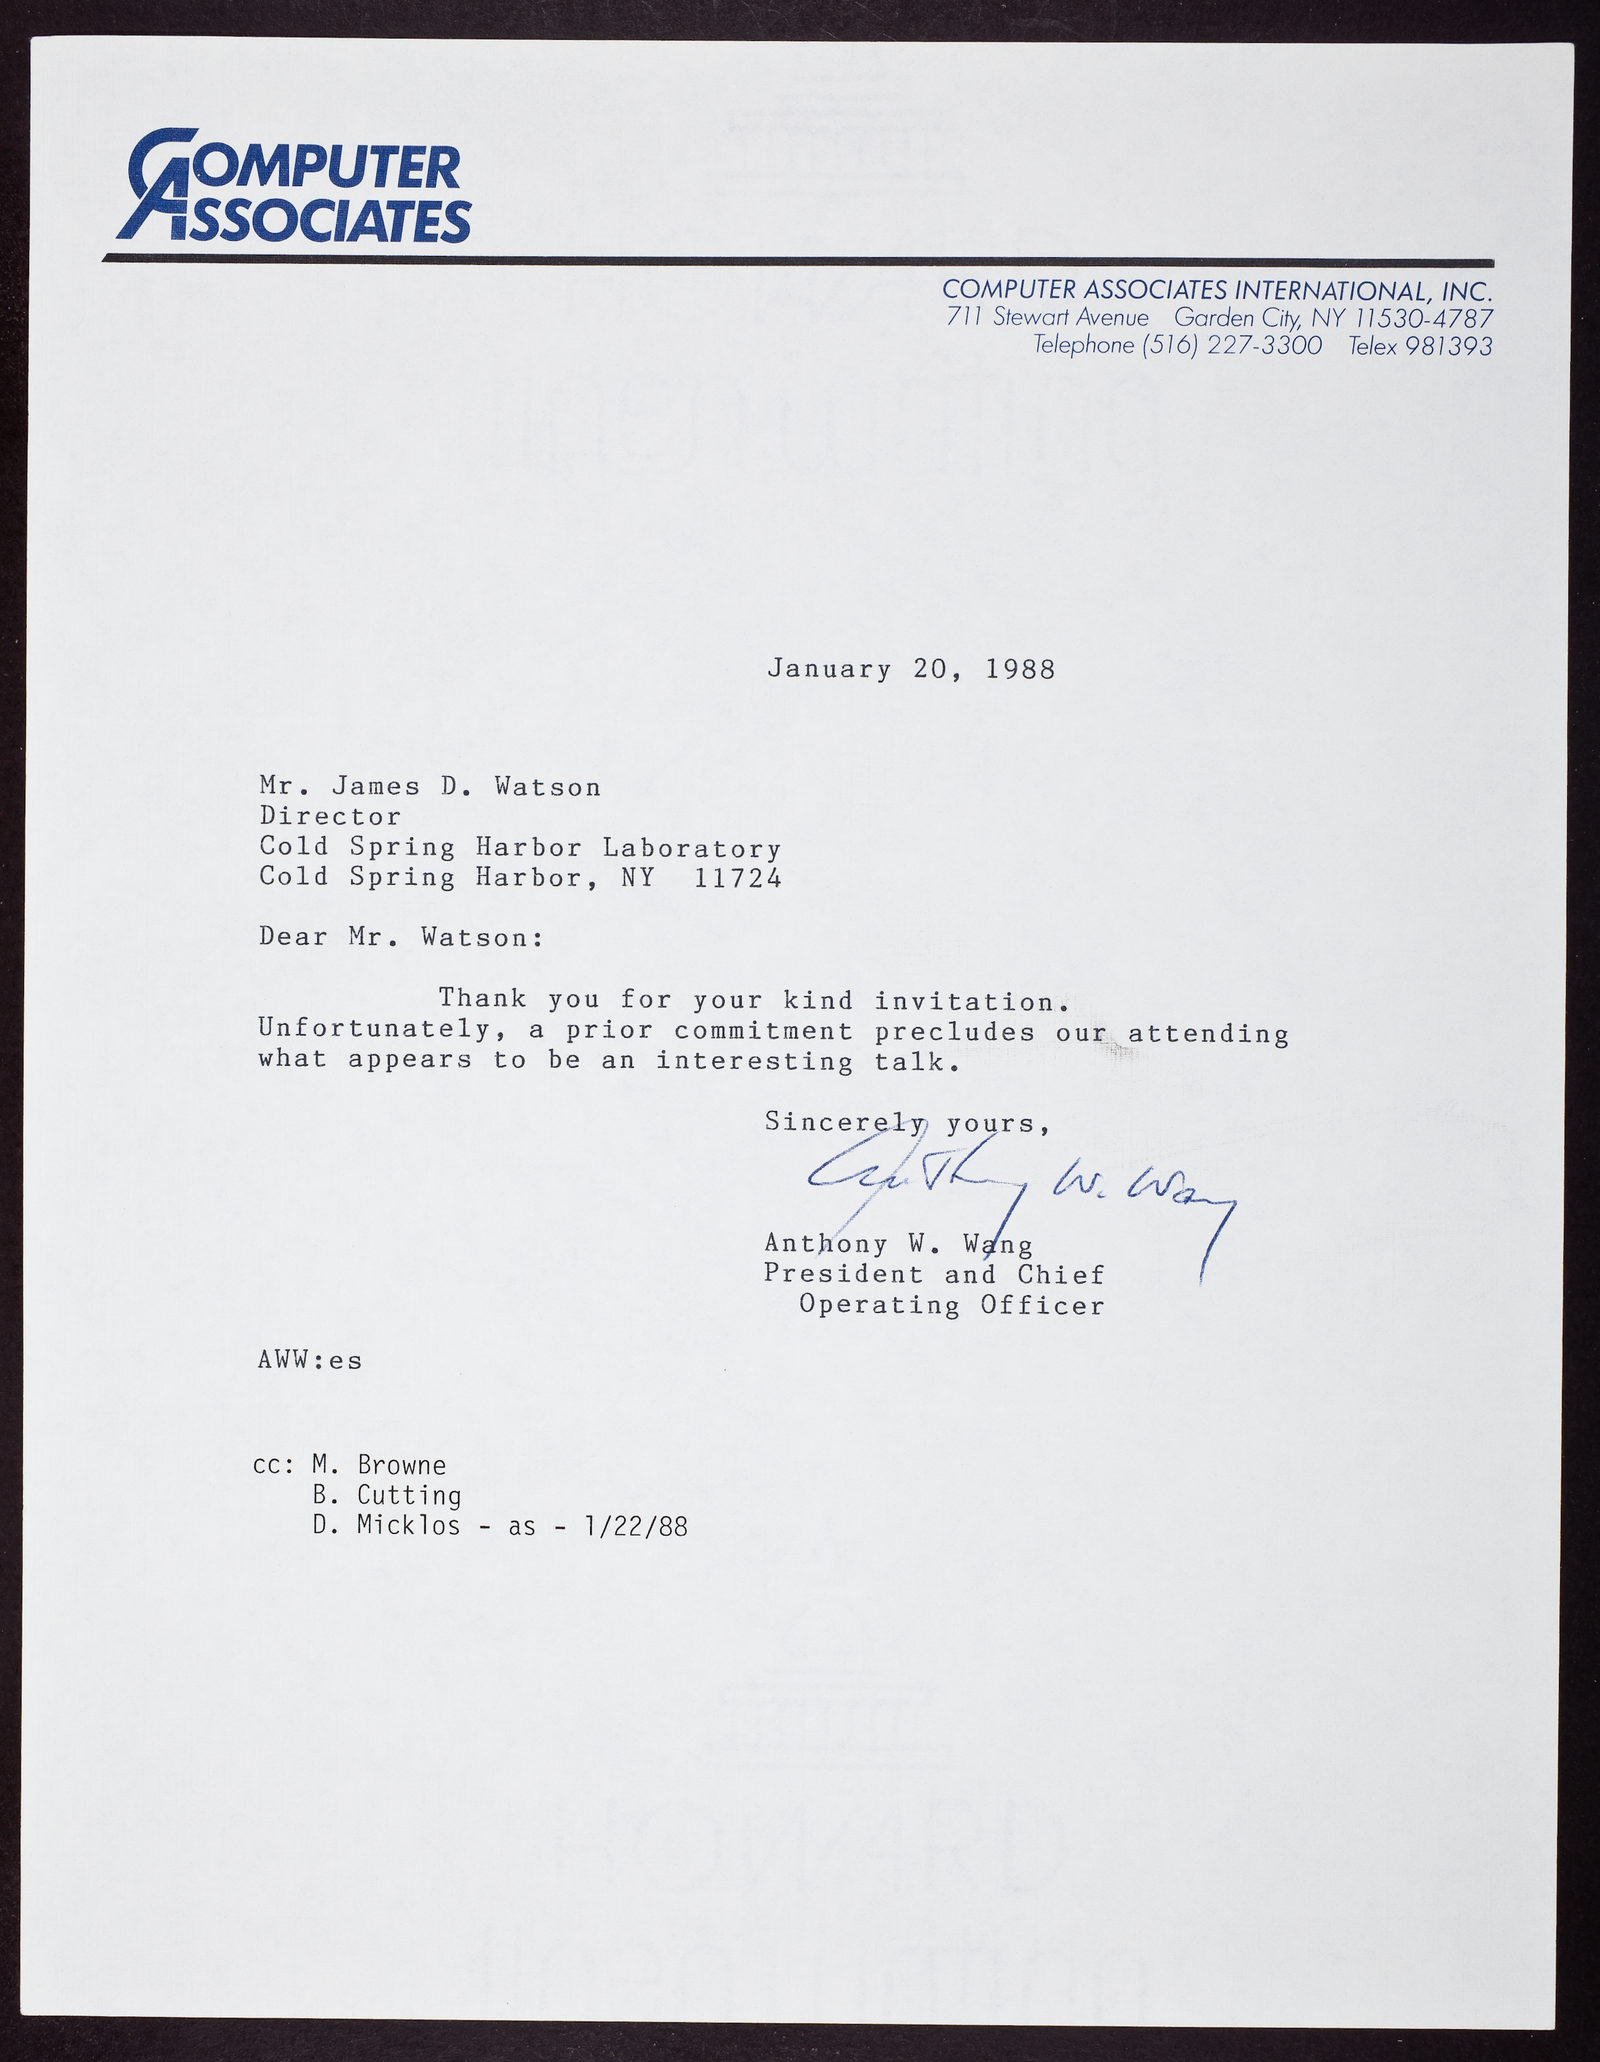 COMPUTER
ASSOCIATES
COMPUTER ASSOCIATES INTERNATIONAL, INC.
711 Stewart Avenue Garden City, NY 11530-4787
Telephone (516) 227-3300 Telex 981393
January 20, 1988
Mr. James D. Watson
Director
Cold Spring Harbor Laboratory
Cold Spring Harbor, NY 11724
Dear Mr. Watson:
Thank you for your kind invitation.
Unfortunately, a prior commitment precludes our attending
what appears to be an interesting talk.
Sincerely yours,
Anthony W. Wang
Anthony W. Wang
President and Chief
Operating Officer
AWW:es
cc: M. Browne
B. Cutting
D. Micklos - as - 1/22/88